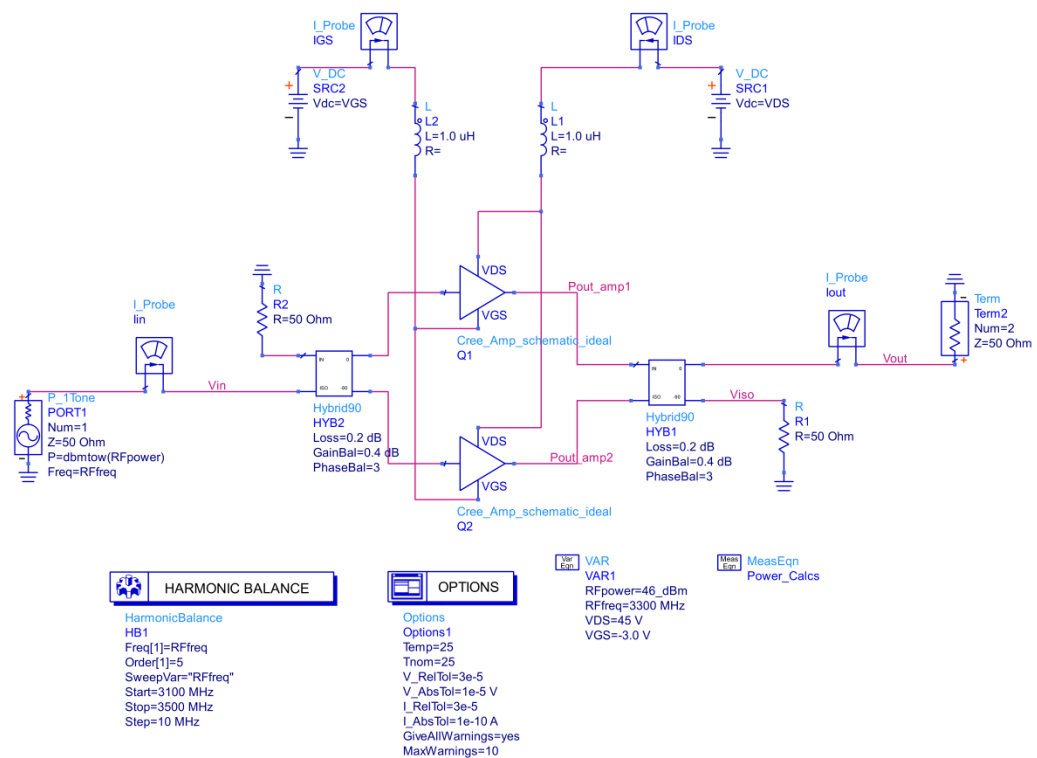 I_Probe
IGS
I_Probe
IDS
V_DC
SRC2
Vdc=VGS
V_DC
SRC1
Vdc=VDS
L
L2
L=1.0 uH
R=
L
L1
L=1.0 uH
R=
VDS
VGS
Cree_Amp_schematic_ideal
Q1
Pout_amp1
R
R2
R=50 Ohm
I_Probe
Iin
I_Probe
Iout
Term
Term2
Num=2
Z=50 Ohm
Vin
Vout
Viso
P_1Tone
PORT1
Num=1
Z=50 Ohm
P=dbmtow(RFpower)
Freq=RFfreq
IN
0
ISO
-90
Hybrid90
HYB2
Loss=0.2 dB
GainBal=0.4 dB
PhaseBal=3
IN
0
ISO
-90
Hybrid90
HYB1
Loss=0.2 dB
GainBal=0.4 dB
PhaseBal=3
R
R1
R=50 Ohm
VDS
VGS
Pout_amp2
Cree_Amp_schematic_ideal
Q2
HARMONIC BALANCE
HarmonicBalance
HB1
Freq[1]=RFfreq
Order[1]=5
SweepVar="RFfreq"
Start=3100 MHz
Stop=3500 MHz
Step=10 MHz
OPTIONS
Options
Options1
Temp=25
Tnom=25
V_RelTol=3e-5
V_AbsTol=1e-5 V
I_RelTol=3e-5
I_AbsTol=1e-10 A
GiveAllWarnings=yes
MaxWarnings=10
Var
Eqn
VAR
VAR1
RFpower=46_dBm
RFfreq=3300 MHz
VDS=45 V
VGS=-3.0 V
Meas
Eqn
MeasEqn
Power_Calcs